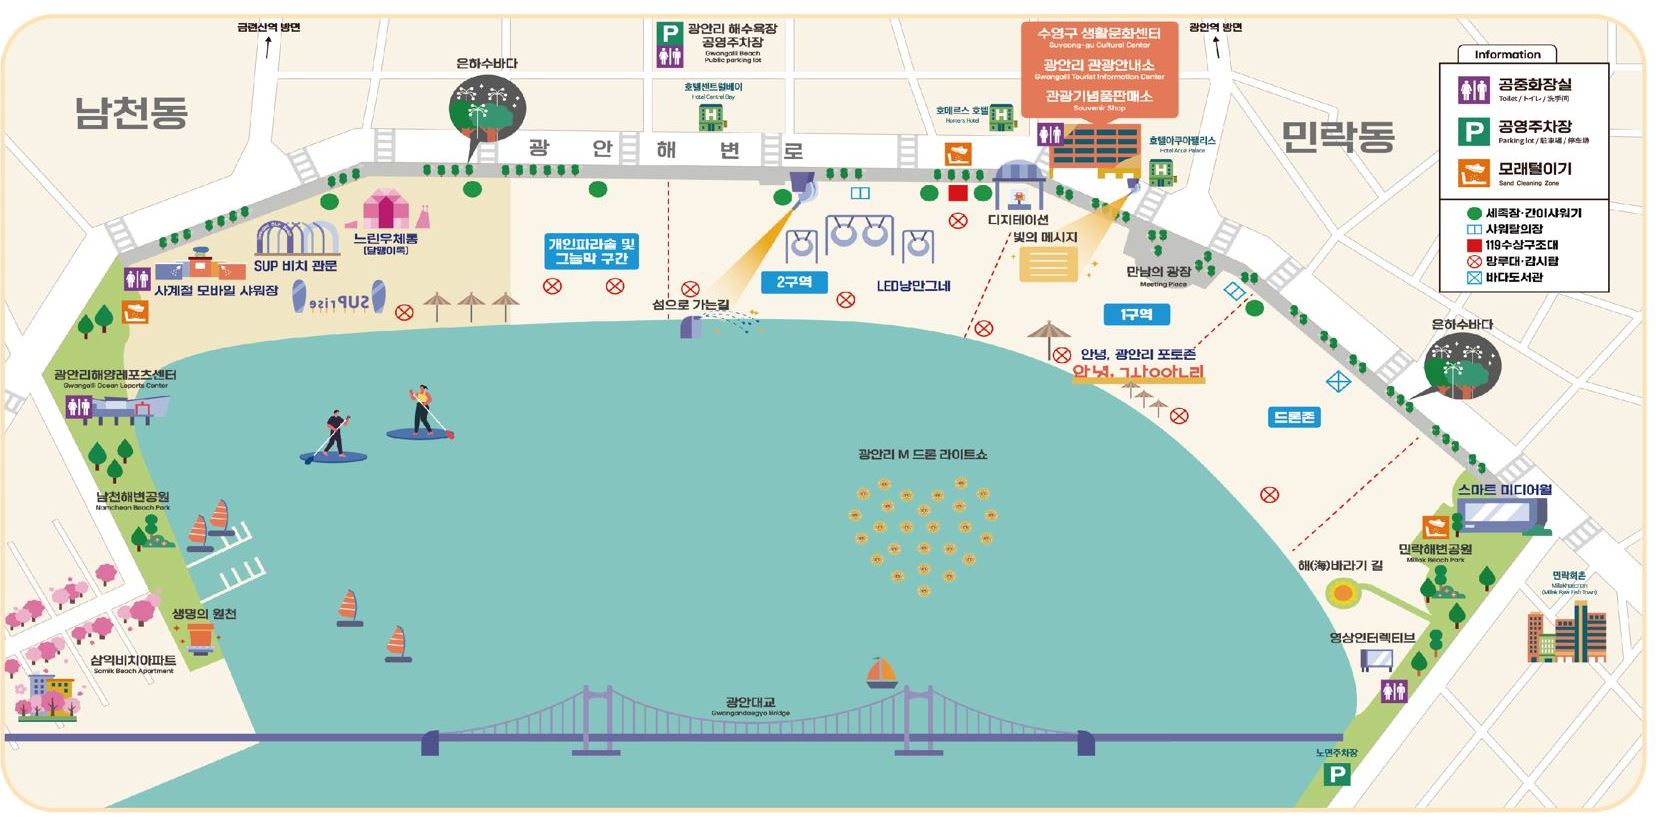 금련산역 방면
광안리 해수욕장
공영주차장
Gwangalli Beach
Public parking lot
P
수영구 생활문화센터
Suyeong-gu Cultural Center
광안리 관광안내소
Gwangalli Tourist Information Center
관광기념품판매소
Souvenir Shop
광안역 방면
Information
공중화장실
Toilet / トイレ / 洗手间
P
공영주차장
Parking lot / 駐車場 / 停车场
모래털이기
Sand Cleaning Zone
세족장·간이샤워기
샤워탈의장
119수상구조대
망루대·감시탑
바다도서관
은하수바다
남천동
호텔센트럴베이
Hotel Central Bay
H
호메르스 호텔
Homers Hotel
H
호텔아쿠아팰리스
Hotel Aqua Palace
H
민락동
광 안 해 변 로
느린우체통
(달팽이톡)
SUP 비치 관문
사계절 모바일 샤워장
SUPrise
개인파라솔 및
그늘막 구간
섬으로 가는길
2구역
LED낭만그네
디지테이션
빛의 메시지
만남의 광장
Meeting Place
1구역
안녕, 광안리 포토존
은하수바다
드론존
광안리해양레포츠센터
Gwangalli Ocean Leports Center
남천해변공원
Namcheon Beach Park
광안리 M 드론 라이트쇼
스마트 미디어월
민락해변공원
Millak Beach Park
해(海)바라기 길
민락회촌
(Millak Raw Fish Town)
생명의 원천
영상인터렉티브
삼익비치아파트
Samik Beach Apartment
광안대교
Gwangandaegyo Bridge
노면주차장
P